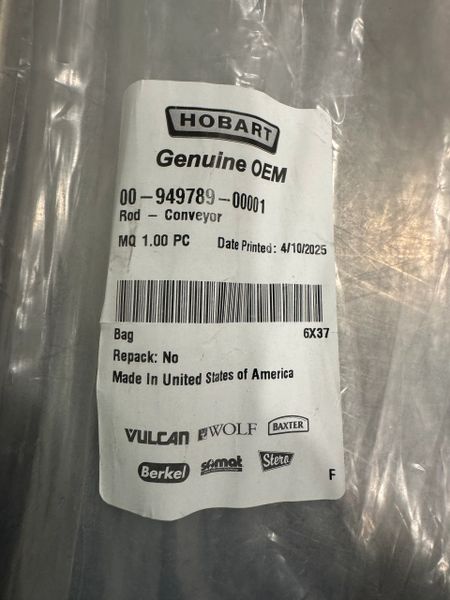 HOBART
Genuine OEM
00-949789-00001
Rod - Conveyor
MQ 1.00 PC Date Printed: 4/10/2025
Bag 6X37
Repack: No
Made In United States of America
VULCAN WOLF BAXTER
Berkel somat Stero
F